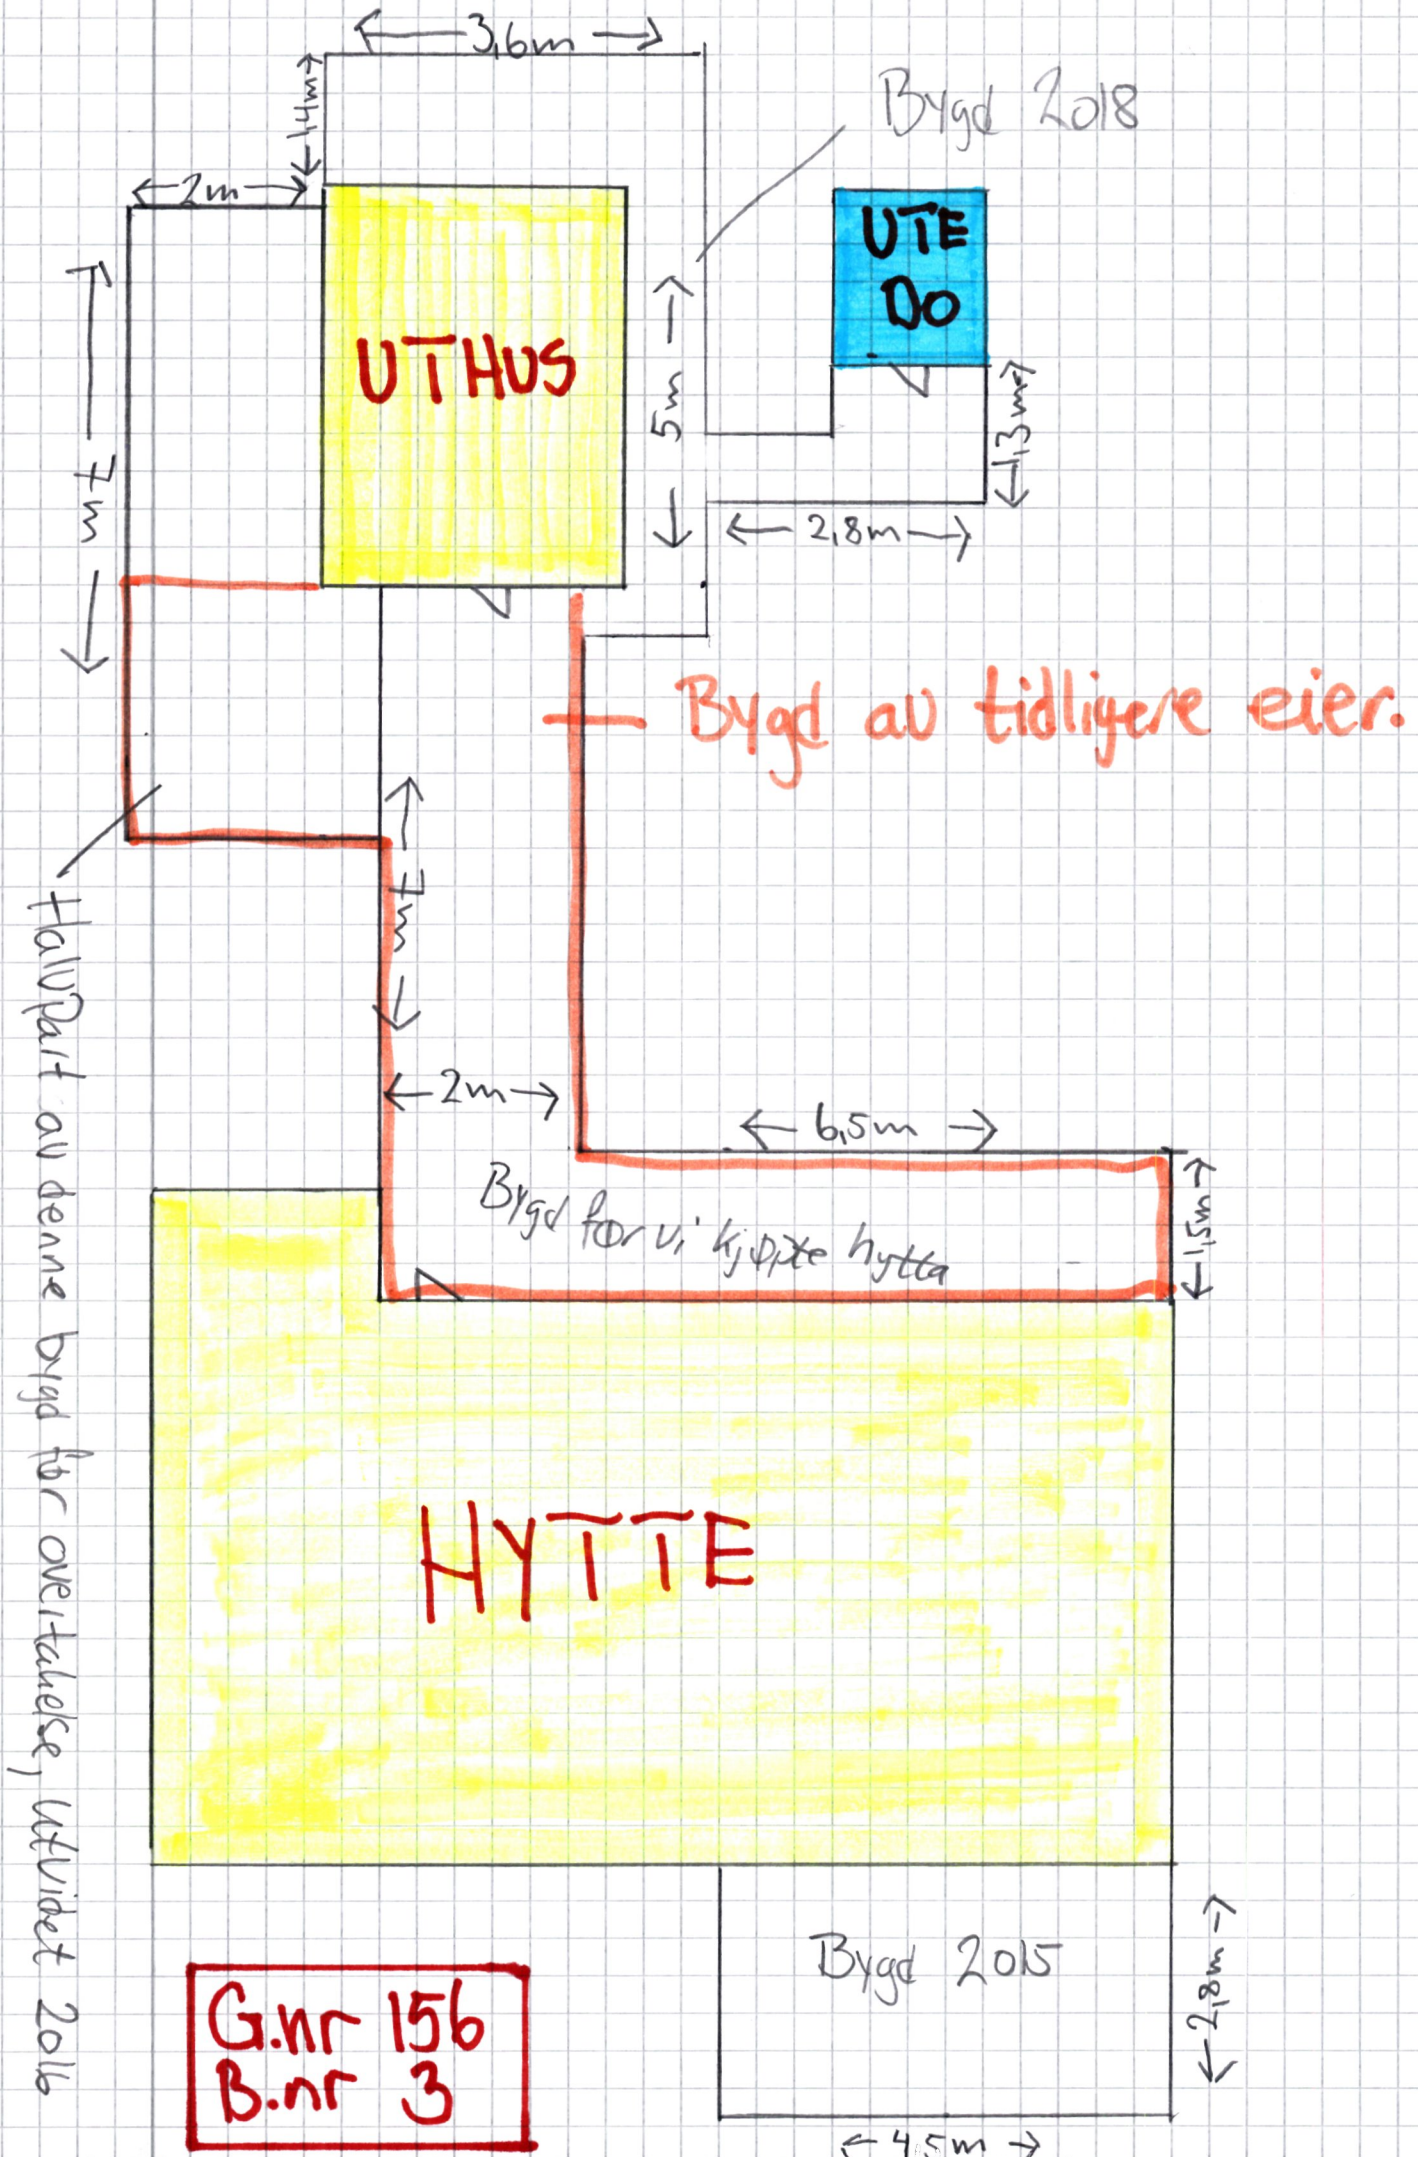 3,6m
1,4m
Bygd 2018
2m
UTE
DO
UTHUS
7m
5m
1,3m
2,8m
Bygd av tidligere eier.
7m
Halvpart av denne bygd før overtakelse, utvidet 2016
2m
6,5m
Bygd før vi kjøpte hytta
1,5m
HYTTE
Bygd 2015
2,8m
G.nr 156
B.nr 3
4,5m